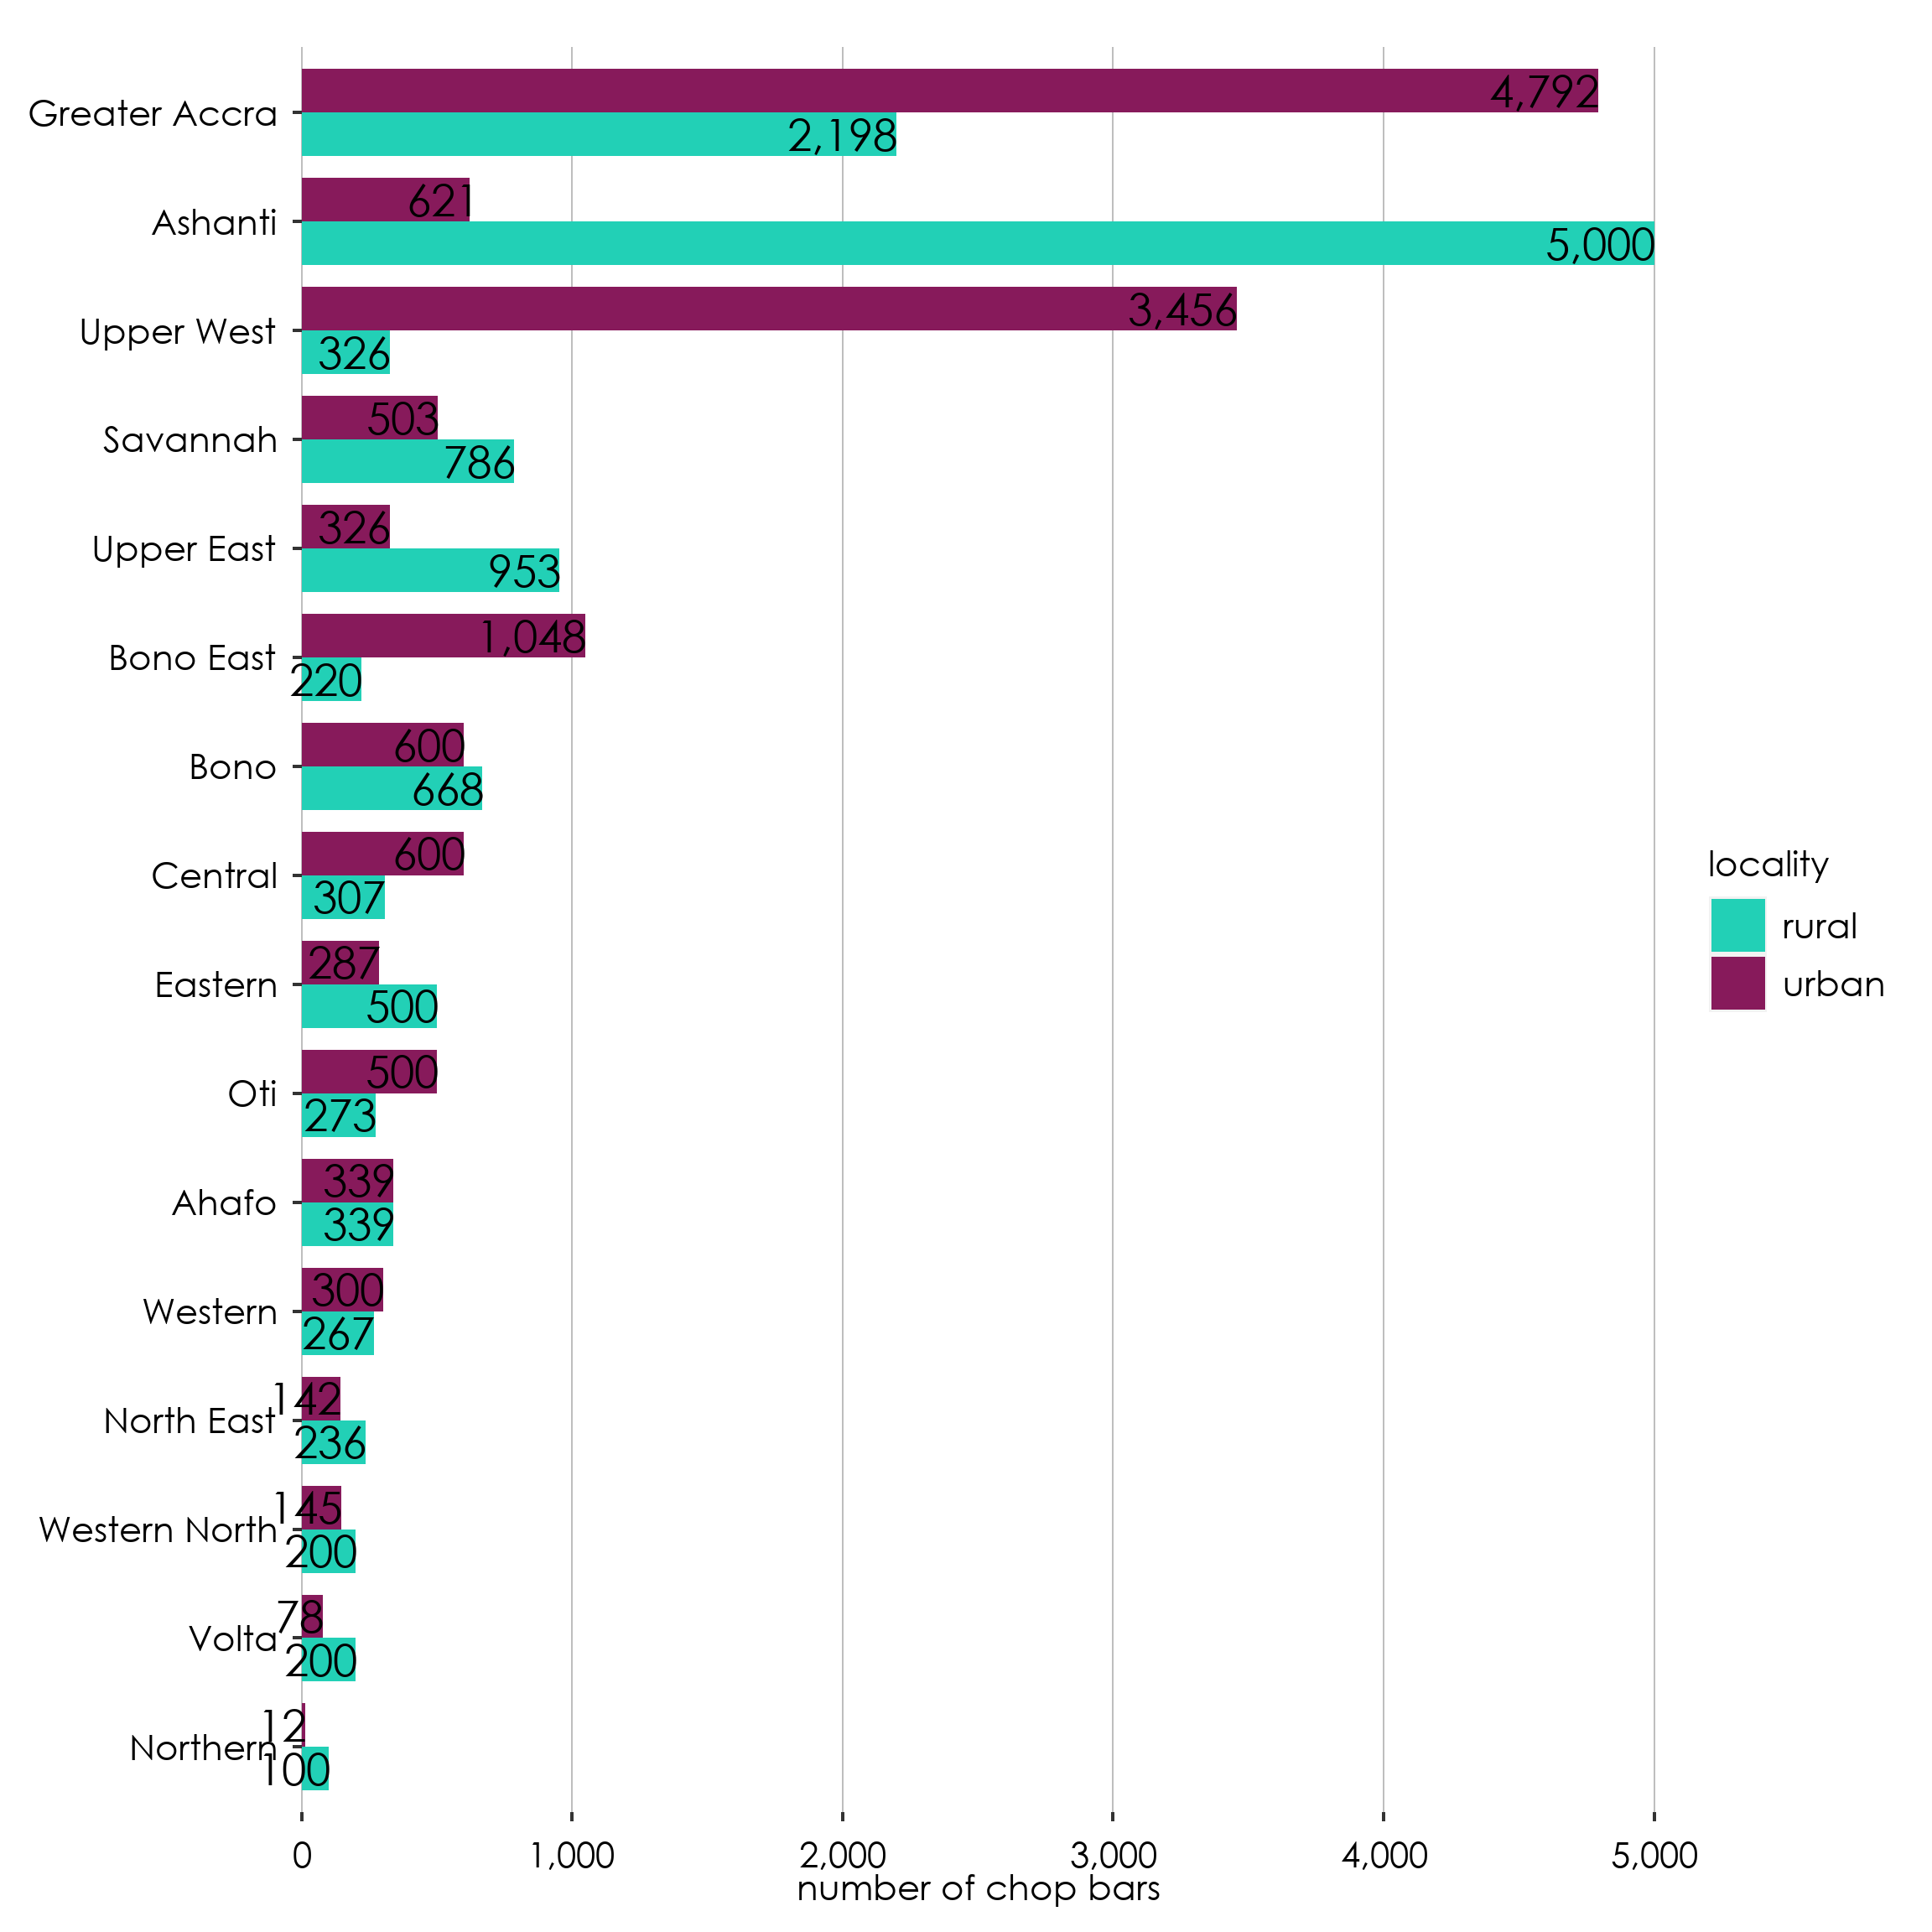 Greater Accra
4,792
2,198
Ashanti
621
5,000
Upper West
3,456
326
Savannah
503
786
Upper East
326
953
Bono East
1,048
220
Bono
600
668
Central
600
307
Eastern
287
500
Oti
500
273
Ahafo
339
339
Western
300
267
North East
142
236
Western North
145
200
Volta
78
200
Northern
12
100
0 1,000 2,000 3,000 4,000 5,000
number of chop bars
locality
rural
urban